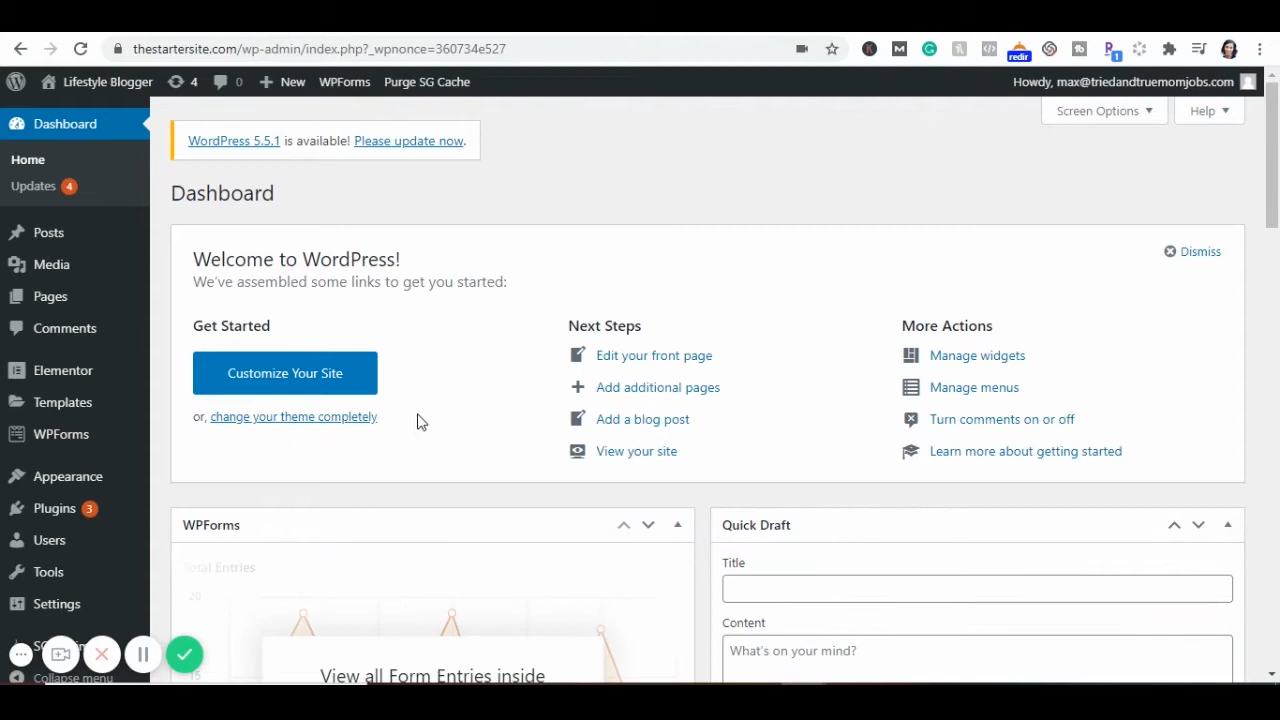 thestartersite.com/wp-admin/index.php?_wpnonce=360734e527
redir
1
Lifestyle Blogger
4
0
New
WPForms
Purge SG Cache
Howdy, max@triedandtruemomjobs.com
Dashboard
Home
Updates 4
Posts
Media
Pages
Comments
Elementor
Templates
WPForms
Appearance
Plugins 3
Users
Tools
Settings
Collapse menu
Screen Options
Help
WordPress 5.5.1 is available! Please update now.
Dashboard
Welcome to WordPress!
We've assembled some links to get you started:
Dismiss
Get Started
Customize Your Site
or, change your theme completely
Next Steps
Edit your front page
Add additional pages
Add a blog post
View your site
More Actions
Manage widgets
Manage menus
Turn comments on or off
Learn more about getting started
WPForms
Total Entries
20
15
View all Form Entries inside
Quick Draft
Title
Content
What's on your mind?